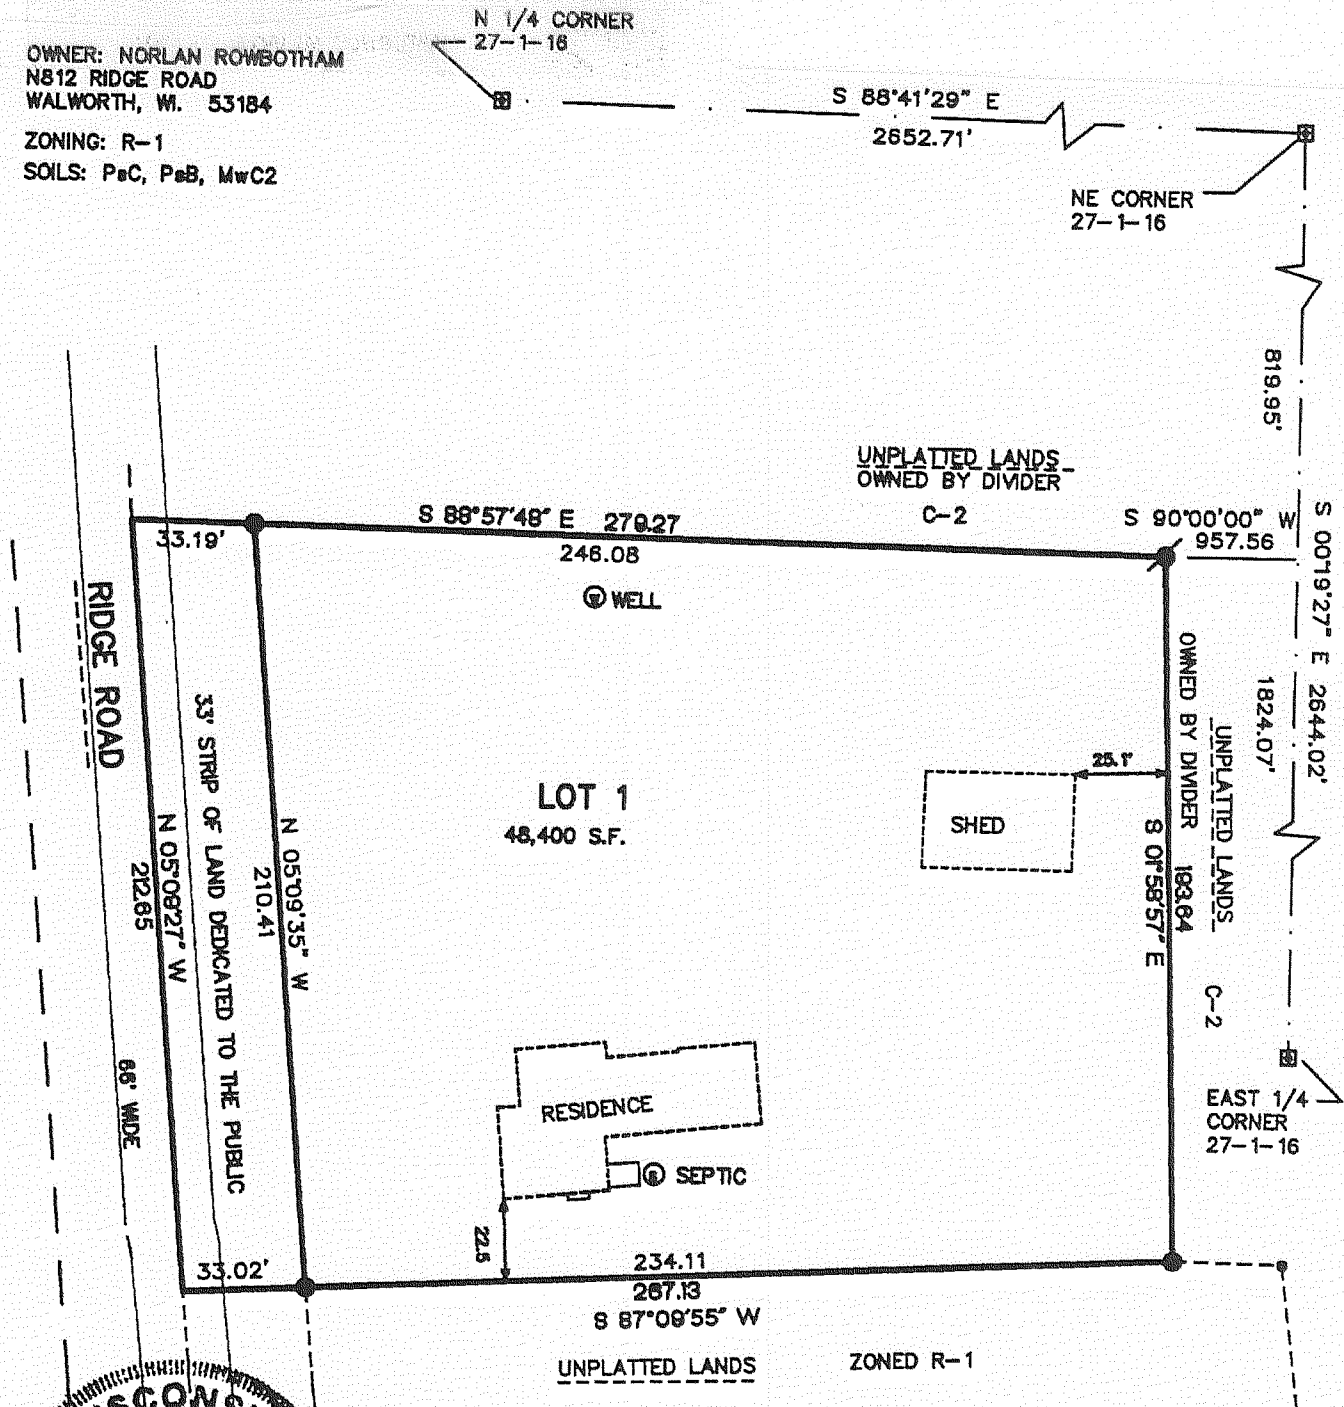 N 1/4 CORNER
27-1-16
OWNER: NORLAN ROWBOTHAM
N812 RIDGE ROAD
WALWORTH, WI. 53184
ZONING: R-1
SOILS: PsC, PsB, MwC2
S 88°41'29" E
2652.71'
NE CORNER
27-1-16
819.95'
S 00°19'27" E 2644.02'
1824.07'
UNPLATTED LANDS
OWNED BY DIVIDER
C-2
S 90°00'00" W
957.56
S 88°57'48" E 279.27
33.19'
246.08
WELL
RIDGE ROAD
33' STRIP OF LAND DEDICATED TO THE PUBLIC
N 05°09'27" W
212.65
N 05°09'35" W
210.41
66' WIDE
LOT 1
48,400 S.F.
SHED
25.1'
OWNED BY DIVIDER
UNPLATTED LANDS
C-2
193.64
S 01°58'57" E
EAST 1/4
CORNER
27-1-16
RESIDENCE
SEPTIC
22.5
33.02'
234.11
267.13
S 87°09'55" W
UNPLATTED LANDS
ZONED R-1
SCONS